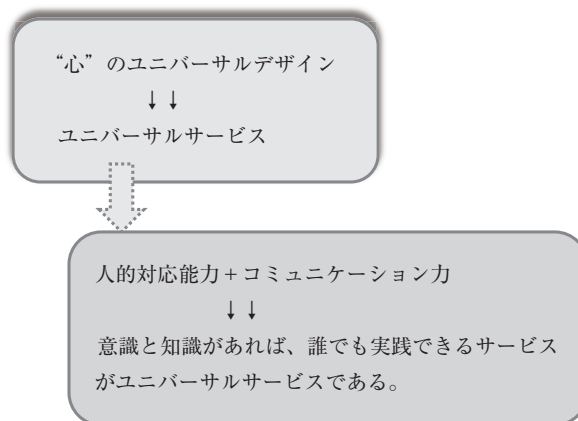 “心”のユニバーサルデザイン
↓↓
ユニバーサルサービス
人的対応能力+コミュニケーション力
↓↓
意識と知識があれば、誰でも実践できるサービス
がユニバーサルサービスである。